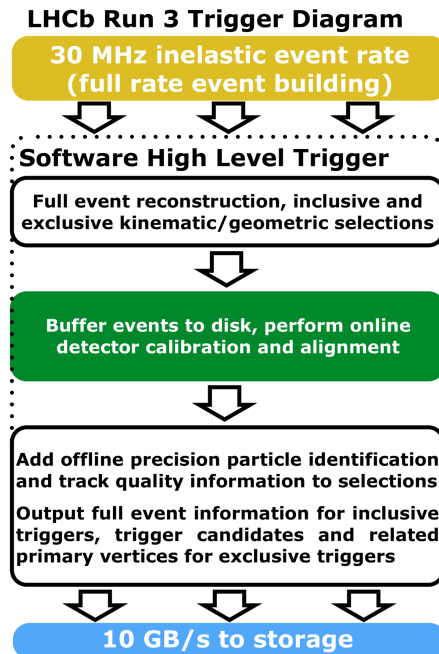 LHCb Run 3 Trigger Diagram
30 MHz inelastic event rate
(full rate event building)
Software High Level Trigger
Full event reconstruction, inclusive and
exclusive kinematic/geometric selections
Buffer events to disk, perform online
detector calibration and alignment
Add offline precision particle identification
and track quality information to selections
Output full event information for inclusive
triggers, trigger candidates and related
primary vertices for exclusive triggers
10 GB/s to storage